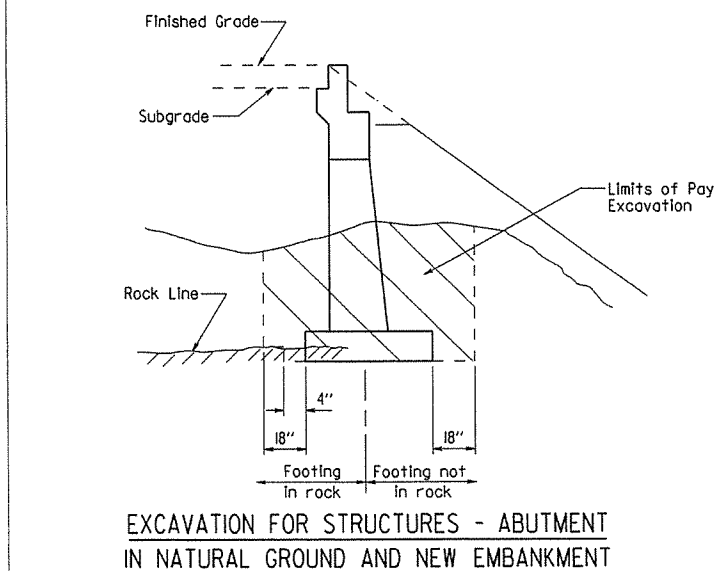 Finished Grade
Subgrade
Limits of Pay
Excavation
Rock Line
4"
18"
18"
Footing
in rock
Footing not
in rock
EXCAVATION FOR STRUCTURES - ABUTMENT
IN NATURAL GROUND AND NEW EMBANKMENT